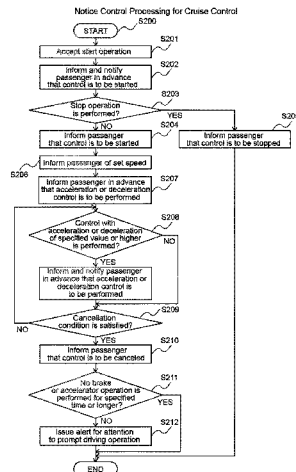 Notice Control Processing for Cruise Control
S200
START
S201
Accept start operation
S202
Inform and notify
passenger in advance
that control is to be started
S203
Stop operation
is performed?
YES
NO
S204
Inform passenger
that control is to be started
S20
Inform passenger
that control is to be stopped
S206
Inform passenger of set speed
S207
Inform passenger in advance
that acceleration or deceleration
control is to be performed
S208
Control with
acceleration or deceleration
of specified value or higher
is performed?
NO
YES
Inform and notify passenger
in advance that acceleration or
deceleration control is
to be performed
S209
Cancellation
condition is satisfied?
NO
YES
S210
Inform passenger
that control is to be canceled
S211
No brake
or accelerator operation is
performed for specified
time or longer?
YES
NO
S212
Issue alert for attention
to prompt driving operation
END